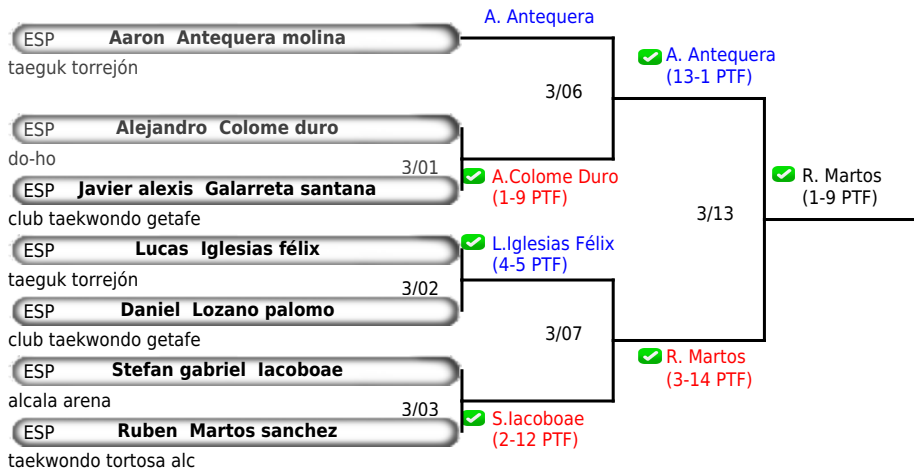 A. Antequera
ESP Aaron Antequera molina
taeguk torrejón
A. Antequera
(13-1 PTF)
3/06
ESP Alejandro Colome duro
do-ho
3/01
A.Colome Duro
(1-9 PTF)
ESP Javier alexis Galarreta santana
club taekwondo getafe
R. Martos
(1-9 PTF)
3/13
ESP Lucas Iglesias félix
L.Iglesias Félix
(4-5 PTF)
taeguk torrejón
3/02
ESP Daniel Lozano palomo
club taekwondo getafe
3/07
ESP Stefan gabriel Iacoboae
alcala arena
R. Martos
(3-14 PTF)
3/03
S.Iacoboae
(2-12 PTF)
ESP Ruben Martos sanchez
taekwondo tortosa alc